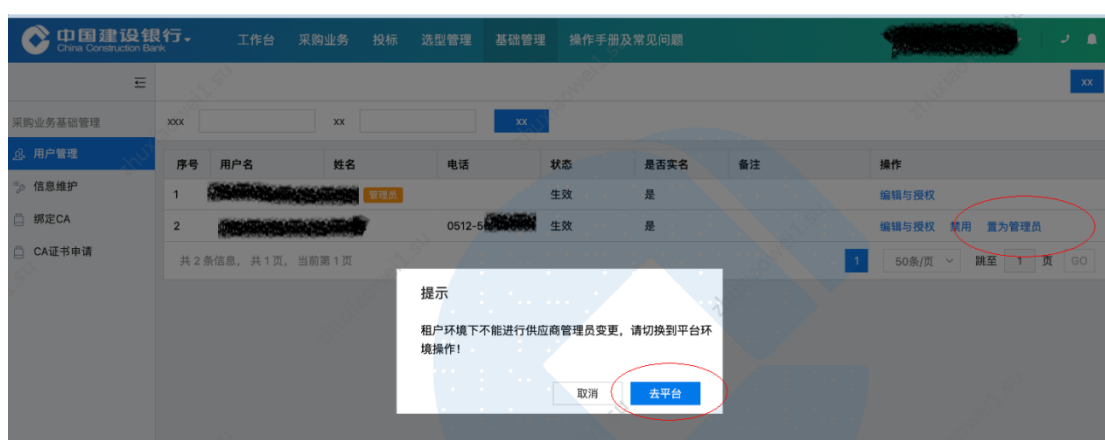 中国建设银行
China Construction Bank
工作台 采购业务 投标 选型管理 基础管理 操作手册及常见问题
xx
采购业务基础管理
xxx xx xx
用户管理
信息维护
绑定CA
CA证书申请
序号 用户名 姓名 电话 状态 是否实名 备注 操作
1 管理员 生效 是 编辑与授权
2 0512-5 生效 是 编辑与授权 禁用 置为管理员
共2条信息, 共1页, 当前第1页 1 50条/页 跳至 1 页 GO
提示
租户环境下不能进行供应商管理员变更,请切换到平台环
境操作!
取消 去平台